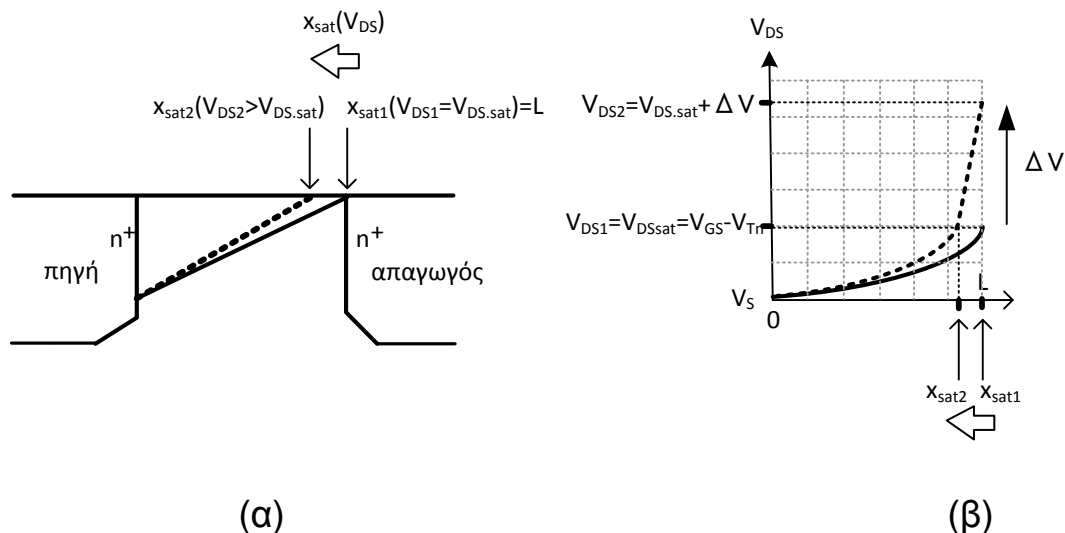 x_sat(V_DS)
x_sat2(V_DS2>V_DS.sat)
x_sat1(V_DS1=V_DS.sat)=L
n⁺
n⁺
πηγή
απαγωγός
(α)
V_DS
V_DS2=V_DS.sat+ΔV
ΔV
V_DS1=V_DSsat=V_GS-V_Tn
V_S
L
0
x_sat2
x_sat1
(β)